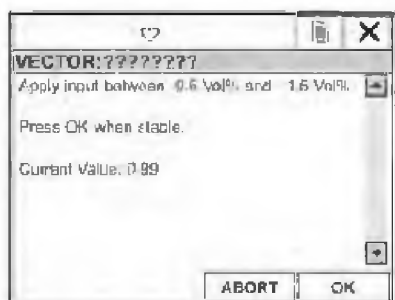 VECTOR:????????
Apply input between 0.6 Vol% and 1.6 Vol%
Press OK when stable.
Current Value: 0.99
ABORT OK